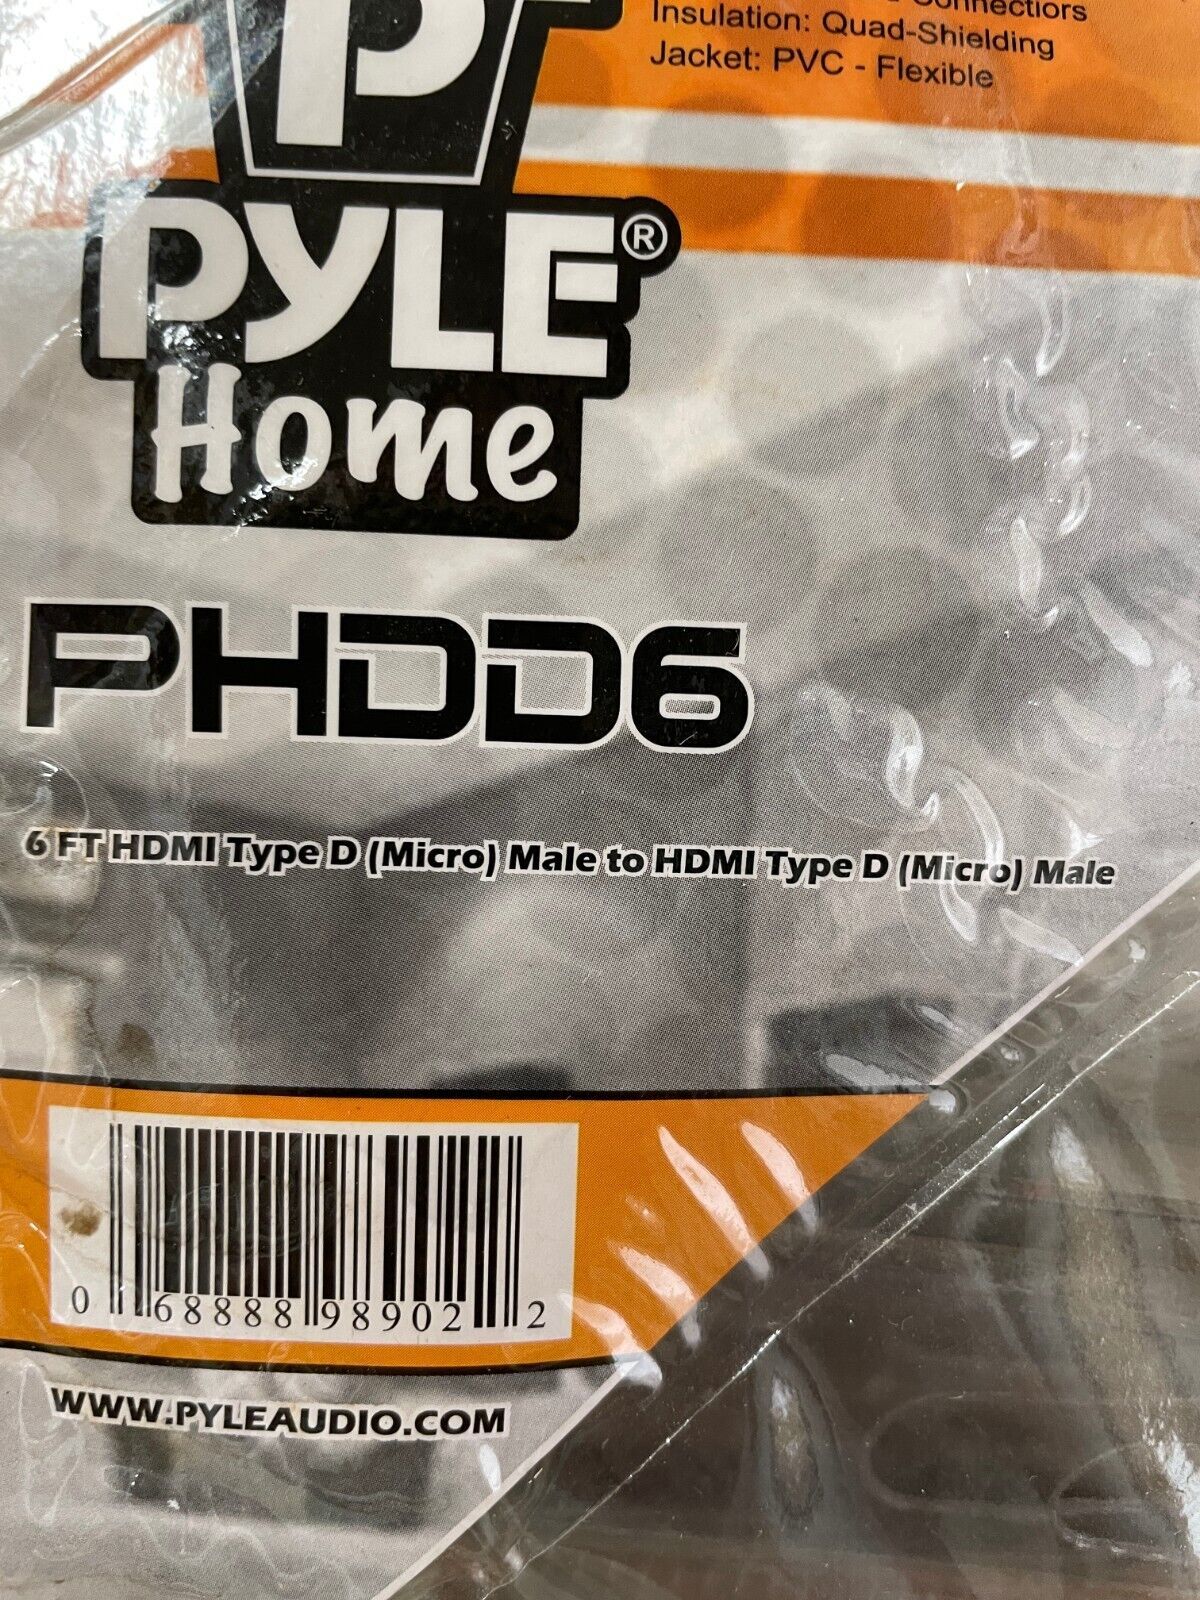 P
Insulation: Quad-Shielding
Jacket: PVC - Flexible
PYLE®
Home
PHDD6
6 FT HDMI Type D (Micro) Male to HDMI Type D (Micro) Male
0 68888 98902 2
WWW.PYLEAUDIO.COM